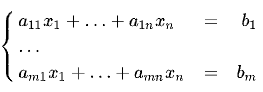 a₁₁x₁ + … + a₁ₙxₙ = b₁
…
aₘ₁x₁ + … + aₘₙxₙ = bₘ